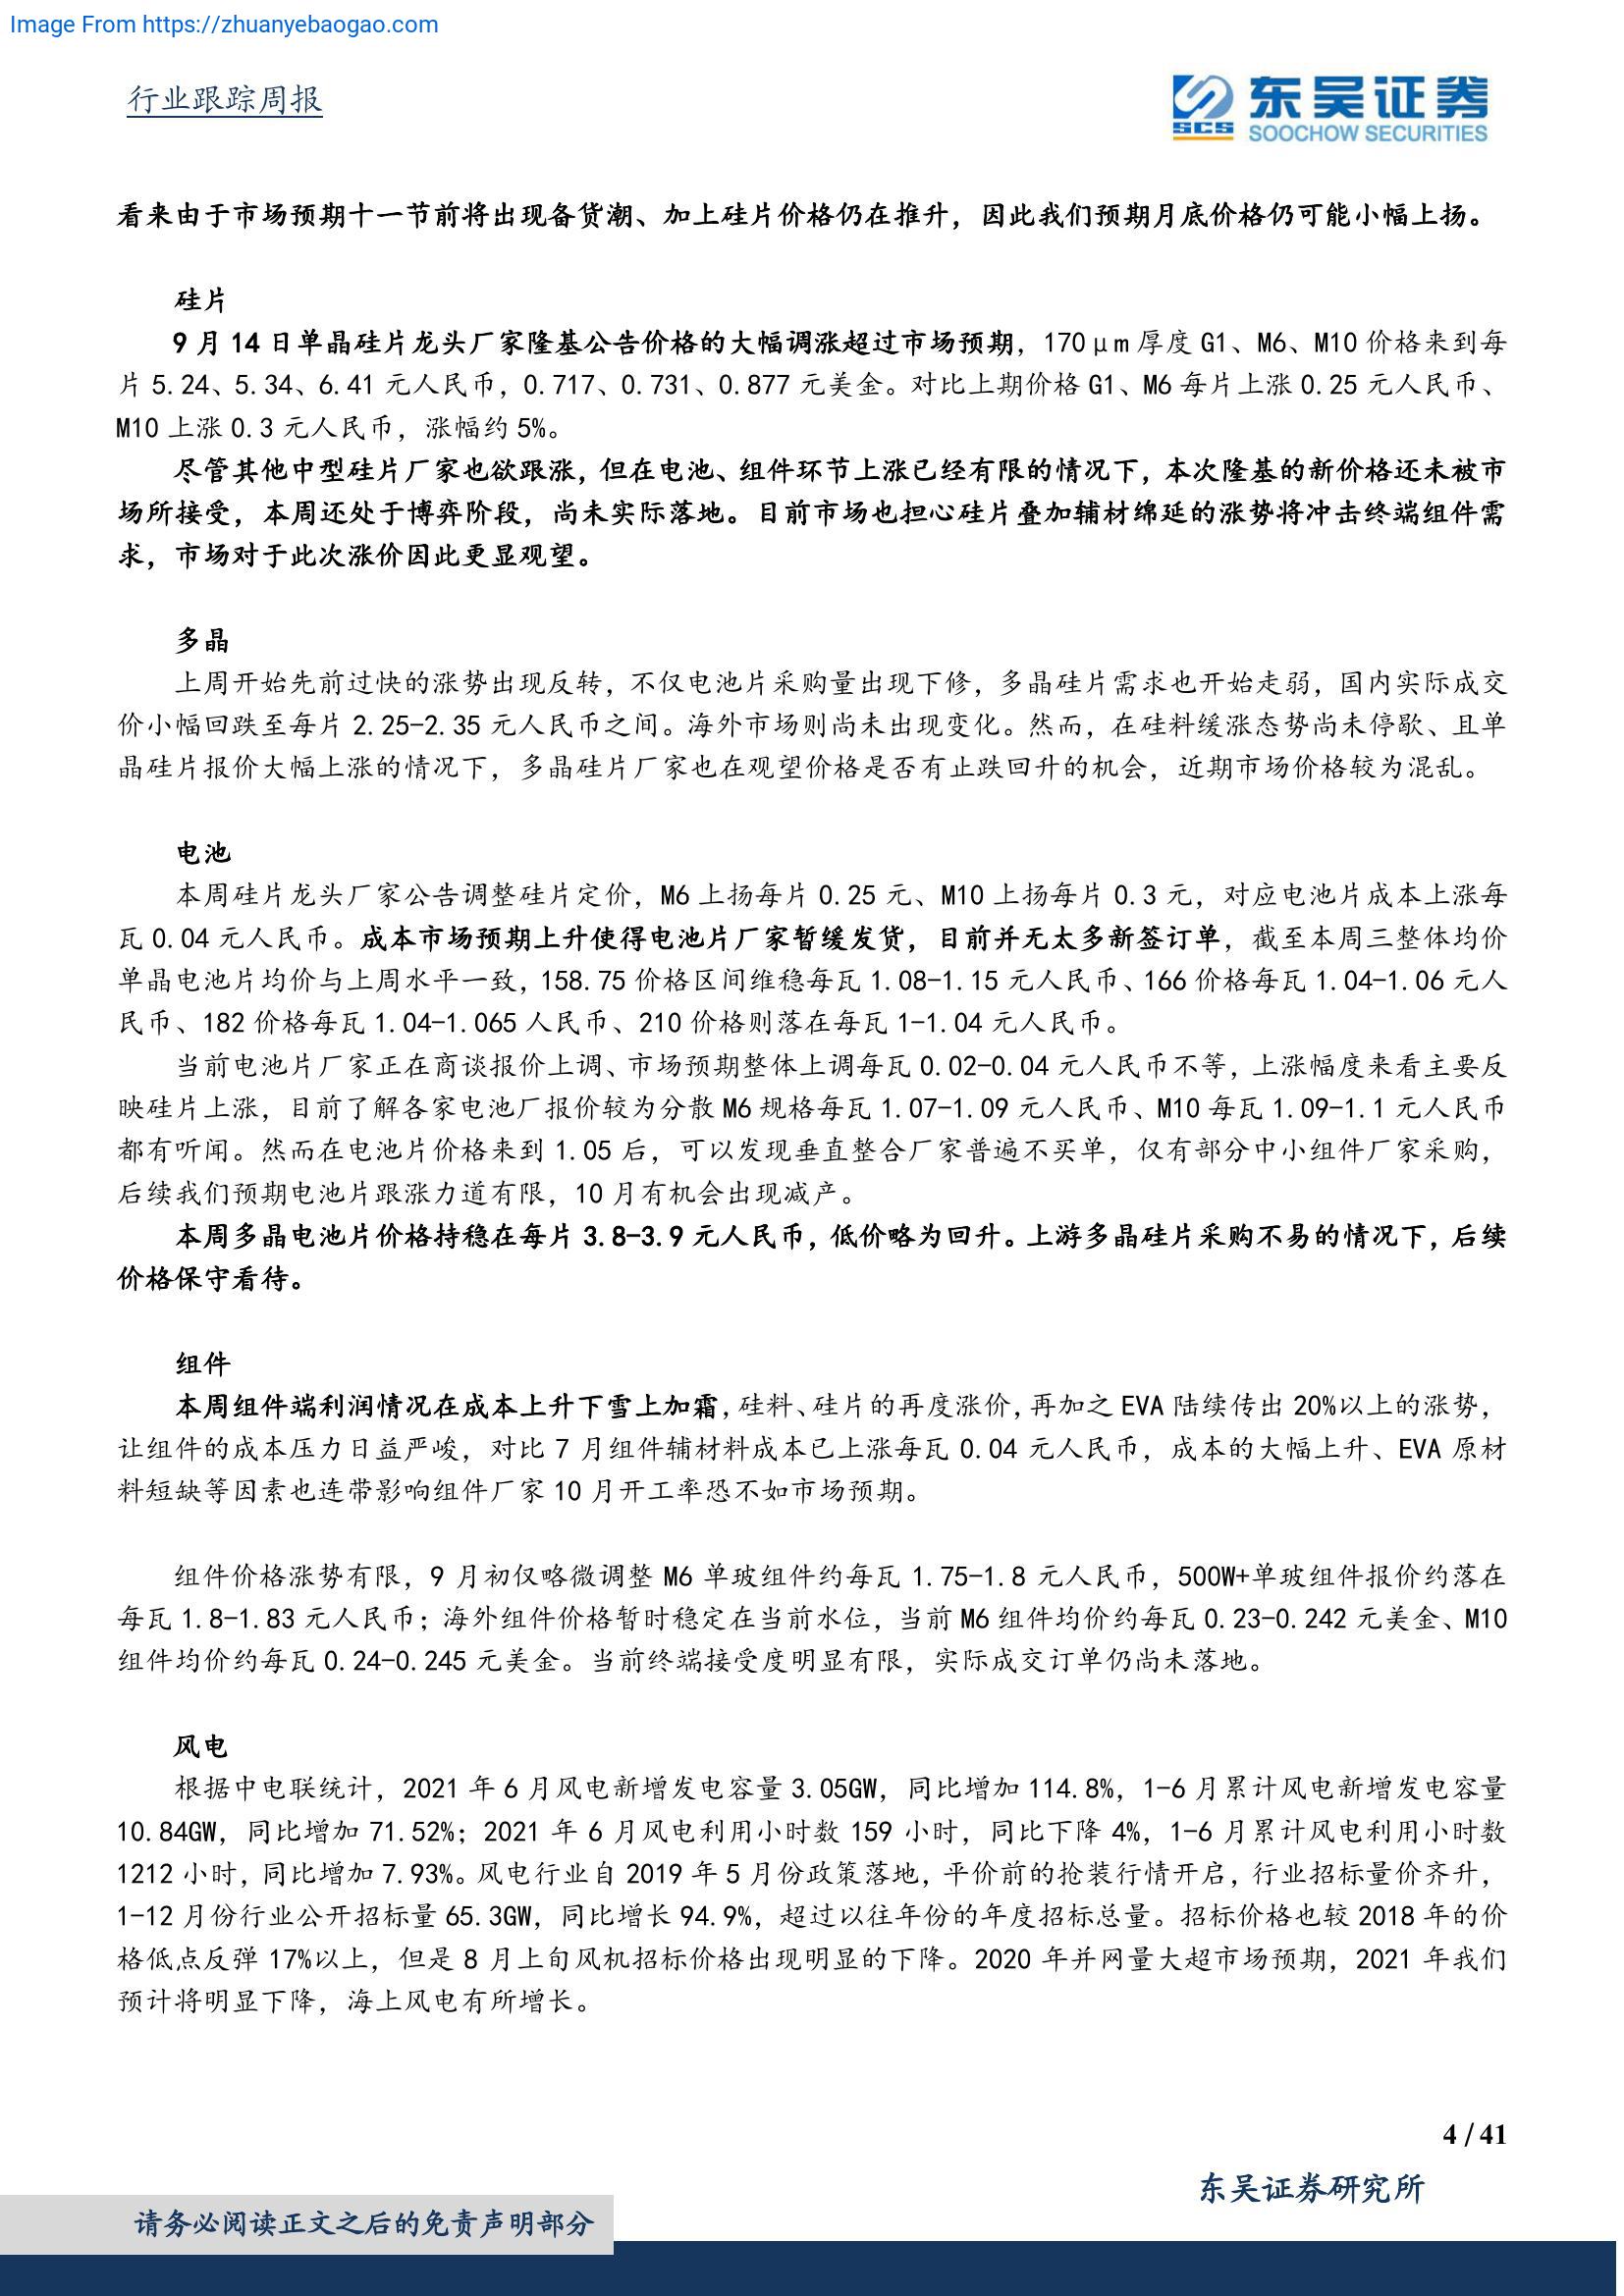 Image From https://zhuanyebaogao.com
行业跟踪周报
SCS 东吴证券
SOOCHOW SECURITIES
看来由于市场预期十一节前将出现备货潮、加上硅片价格仍在推升，因此我们预期月底价格仍可能小幅上扬。
硅片
9 月 14 日单晶硅片龙头厂家隆基公告价格的大幅调涨超过市场预期，170μm 厚度 G1、M6、M10 价格来到每
片 5.24、5.34、6.41 元人民币，0.717、0.731、0.877 元美金。对比上期价格 G1、M6 每片上涨 0.25 元人民币、
M10 上涨 0.3 元人民币，涨幅约 5%。
尽管其他中型硅片厂家也欲跟涨，但在电池、组件环节上涨已经有限的情况下，本次隆基的新价格还未被市
场所接受，本周还处于博弈阶段，尚未实际落地。目前市场也担心硅片叠加辅材绵延的涨势将冲击终端组件需
求，市场对于此次涨价因此更显观望。
多晶
上周开始先前过快的涨势出现反转，不仅电池片采购量出现下修，多晶硅片需求也开始走弱，国内实际成交
价小幅回跌至每片 2.25-2.35 元人民币之间。海外市场则尚未出现变化。然而，在硅料缓涨态势尚未停歇、且单
晶硅片报价大幅上涨的情况下，多晶硅片厂家也在观望价格是否有止跌回升的机会，近期市场价格较为混乱。
电池
本周硅片龙头厂家公告调整硅片定价，M6 上扬每片 0.25 元、M10 上扬每片 0.3 元，对应电池片成本上涨每
瓦 0.04 元人民币。成本市场预期上升使得电池片厂家暂缓发货，目前并无太多新签订单，截至本周三整体均价
单晶电池片均价与上周水平一致，158.75 价格区间维稳每瓦 1.08-1.15 元人民币、166 价格每瓦 1.04-1.06 元人
民币、182 价格每瓦 1.04-1.065 人民币、210 价格则落在每瓦 1-1.04 元人民币。
当前电池片厂家正在商谈报价上调、市场预期整体上调每瓦 0.02-0.04 元人民币不等，上涨幅度来看主要反
映硅片上涨，目前了解各家电池厂报价较为分散 M6 规格每瓦 1.07-1.09 元人民币、M10 每瓦 1.09-1.1 元人民币
都有听闻。然而在电池片价格来到 1.05 后，可以发现垂直整合厂家普遍不买单，仅有部分中小组件厂家采购，
后续我们预期电池片跟涨力道有限，10 月有机会出现减产。
本周多晶电池片价格持稳在每片 3.8-3.9 元人民币，低价略为回升。上游多晶硅片采购不易的情况下，后续
价格保守看待。
组件
本周组件端利润情况在成本上升下雪上加霜，硅料、硅片的再度涨价，再加之 EVA 陆续传出 20%以上的涨势，
让组件的成本压力日益严峻，对比 7 月组件辅材料成本已上涨每瓦 0.04 元人民币，成本的大幅上升、EVA 原材
料短缺等因素也连带影响组件厂家 10 月开工率恐不如市场预期。
组件价格涨势有限，9 月初仅略微调整 M6 单玻组件约每瓦 1.75-1.8 元人民币，500W+单玻组件报价约落在
每瓦 1.8-1.83 元人民币；海外组件价格暂时稳定在当前水位，当前 M6 组件均价约每瓦 0.23-0.242 元美金、M10
组件均价约每瓦 0.24-0.245 元美金。当前终端接受度明显有限，实际成交订单仍尚未落地。
风电
根据中电联统计，2021 年 6 月风电新增发电容量 3.05GW，同比增加 114.8%，1-6 月累计风电新增发电容量
10.84GW，同比增加 71.52%；2021 年 6 月风电利用小时数 159 小时，同比下降 4%，1-6 月累计风电利用小时数
1212 小时，同比增加 7.93%。风电行业自 2019 年 5 月份政策落地，平价前的抢装行情开启，行业招标量价齐升，
1-12 月份行业公开招标量 65.3GW，同比增长 94.9%，超过以往年份的年度招标总量。招标价格也较 2018 年的价
格低点反弹 17%以上，但是 8 月上旬风机招标价格出现明显的下降。2020 年并网量大超市场预期，2021 年我们
预计将明显下降，海上风电有所增长。
4 / 41
东吴证券研究所
请务必阅读正文之后的免责声明部分